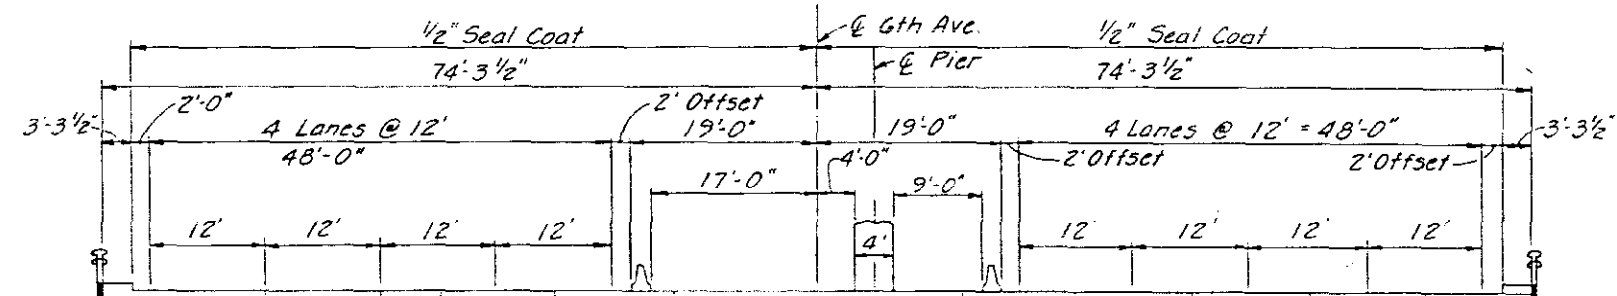 1/2" Seal Coat
℄ 6th Ave.
1/2" Seal Coat
74'-3 1/2"
℄ Pier
74'-3 1/2"
3'-3 1/2"
2'-0"
4 Lanes @ 12'
48'-0"
2' Offset
19'-0"
19'-0"
4 Lanes @ 12' = 48'-0"
3'-3 1/2"
2' Offset
2' Offset
17'-0"
4'-0"
9'-0"
12'
12'
12'
12'
4'
12'
12'
12'
12'